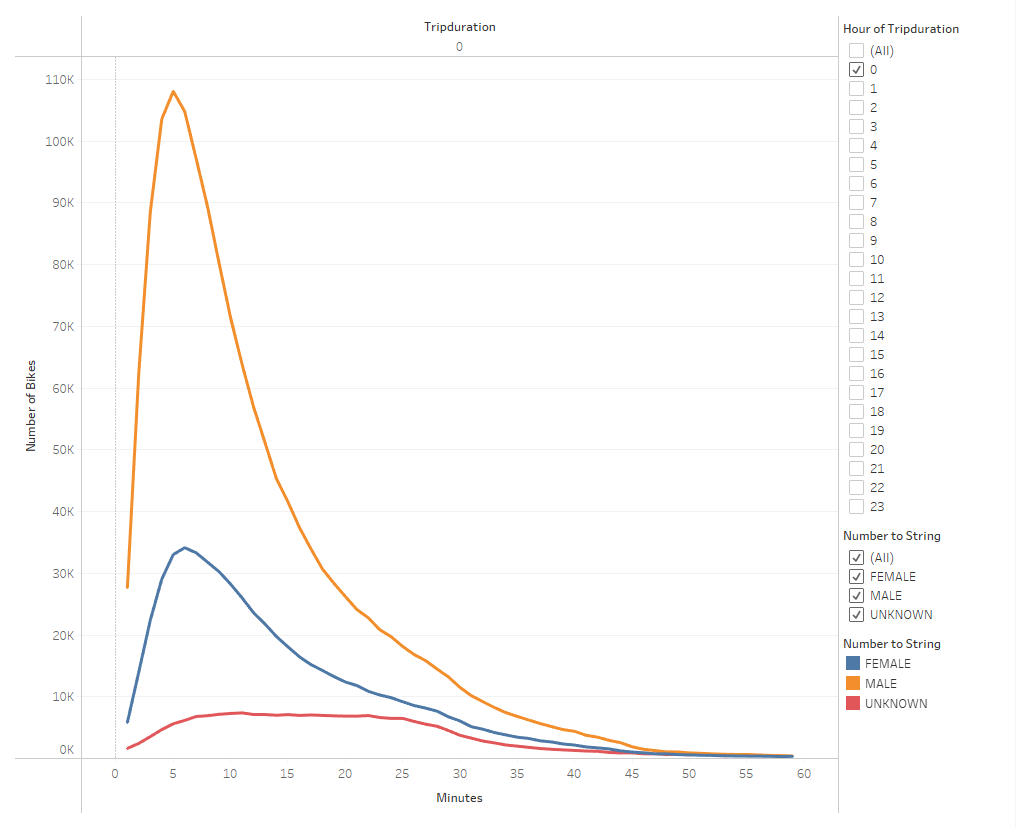 Tripduration
0
110K
100K
90K
80K
70K
60K
50K
40K
30K
20K
10K
0K
Number of Bikes
0 5 10 15 20 25 30 35 40 45 50 55 60
Minutes
Hour of Tripduration
(All)
0
1
2
3
4
5
6
7
8
9
10
11
12
13
14
15
16
17
18
19
20
21
22
23
Number to String
(All)
FEMALE
MALE
UNKNOWN
Number to String
FEMALE
MALE
UNKNOWN